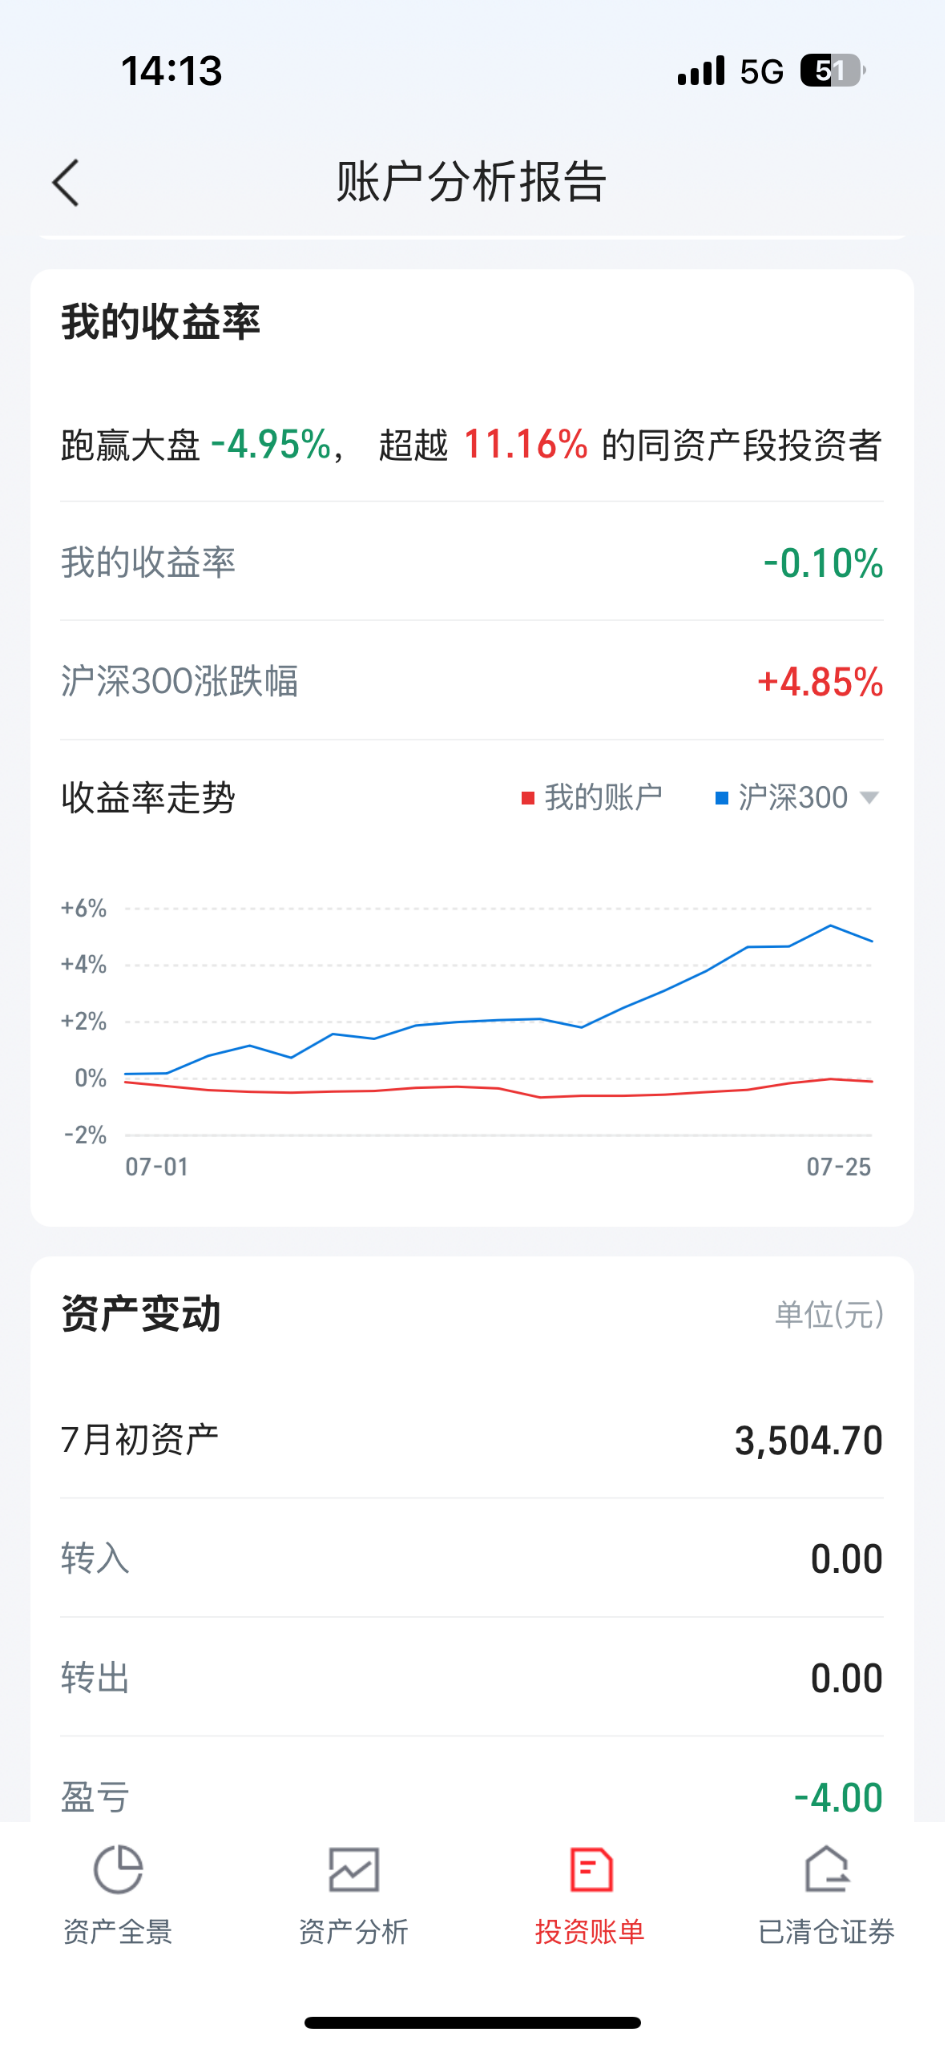 14:13 5G 51
账户分析报告
我的收益率
跑赢大盘 -4.95%， 超越 11.16% 的同资产段投资者
我的收益率 -0.10%
沪深300涨跌幅 +4.85%
收益率走势 我的账户 沪深300
+6%
+4%
+2%
0%
-2%
07-01 07-25
资产变动 单位(元)
7月初资产 3,504.70
转入 0.00
转出 0.00
盈亏 -4.00
资产全景 资产分析 投资账单 已清仓证券